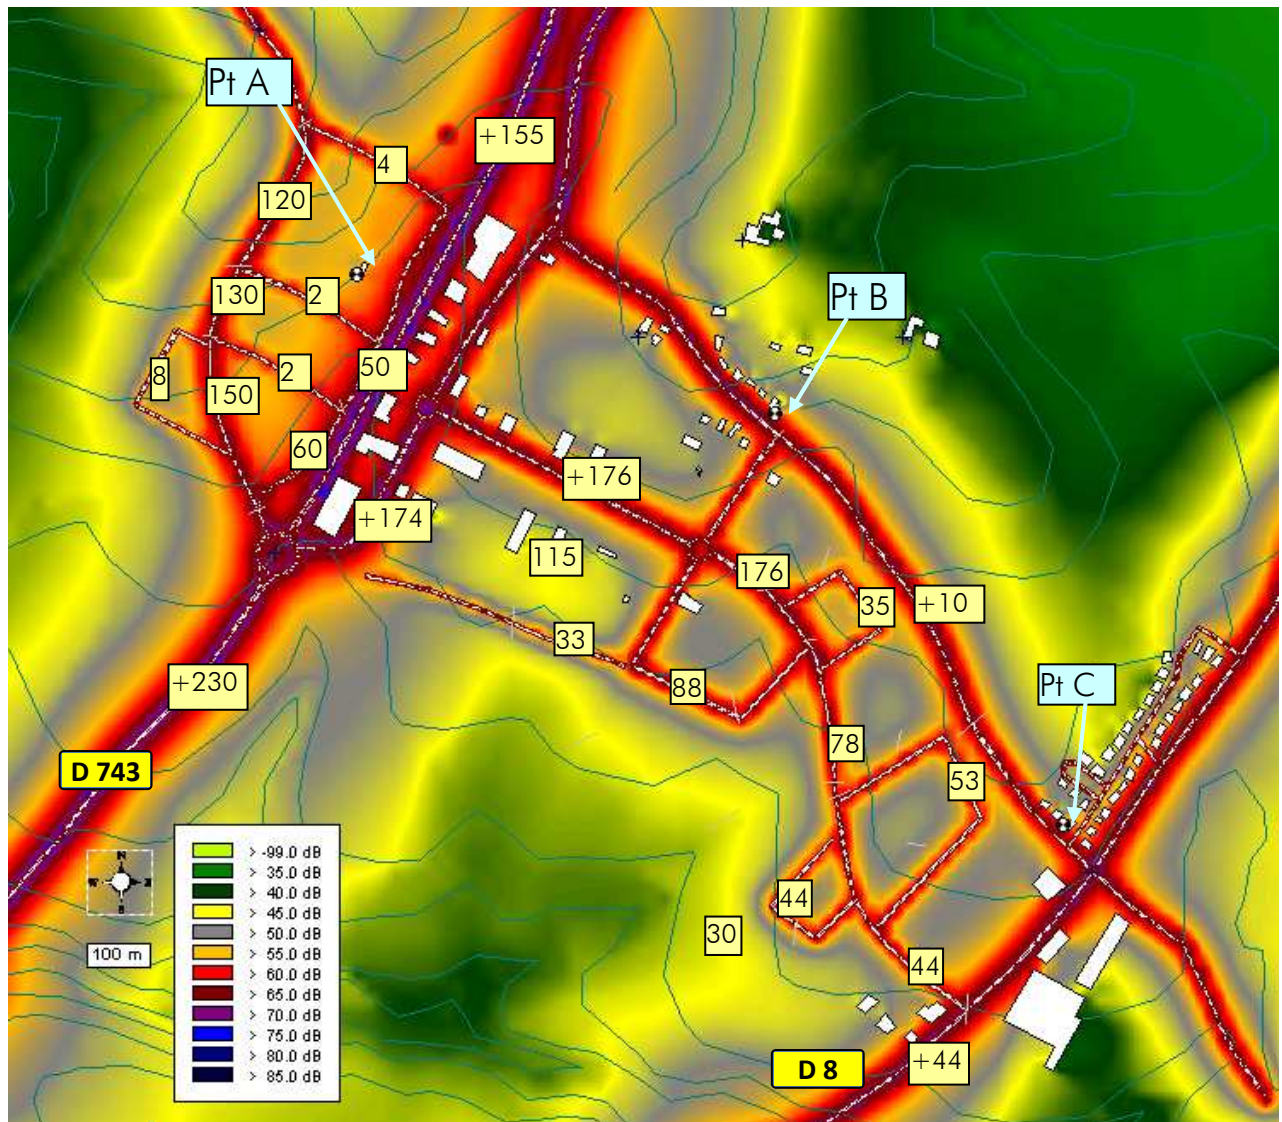 Pt A
+155
4
120
130
2
Pt B
8
2
50
150
60
+176
+174
115
176
35
+10
33
+230
88
Pt C
78
D 743
53
N
100 m
44
30
44
D 8
+44
> -99.0 dB
> 35.0 dB
> 40.0 dB
> 45.0 dB
> 50.0 dB
> 55.0 dB
> 60.0 dB
> 65.0 dB
> 70.0 dB
> 75.0 dB
> 80.0 dB
> 85.0 dB